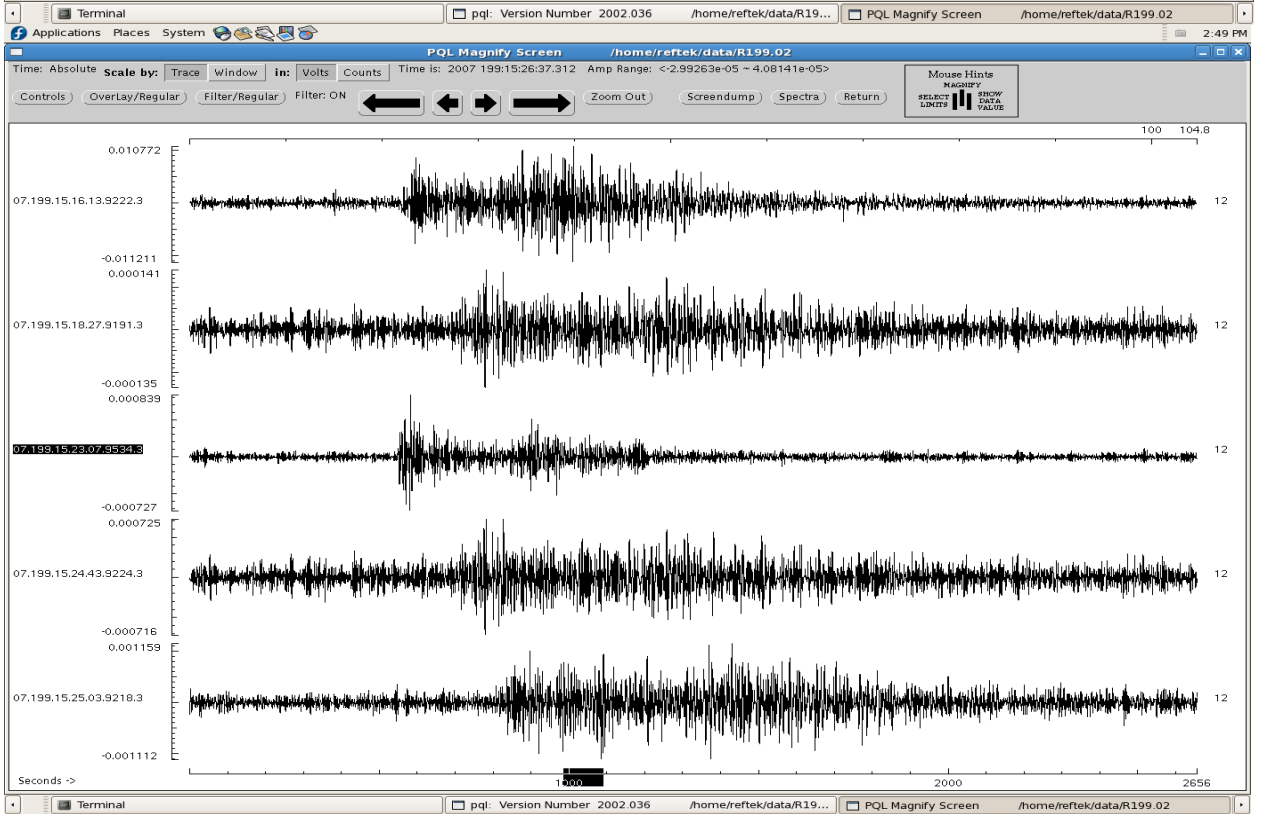 Terminal pql: Version Number 2002.036 /home/reftek/data/R19... PQL Magnify Screen /home/reftek/data/R199.02
Applications Places System 2:49 PM
PQL Magnify Screen /home/reftek/data/R199.02
Time: Absolute Scale by: Trace Window in: Volts Counts Time is: 2007 199:15:26:37.312 Amp Range: <-2.99263e-05 ~ 4.08141e-05>
Controls OverLay/Regular Filter/Regular Filter: ON Zoom Out Screendump Spectra Return
Mouse Hints
MAGNIFY
SELECT LIMITS
SHOW DATA VALUE
100 104.8
0.010772
07.199.15.16.13.9222.3 12
-0.011211
0.000141
07.199.15.18.27.9191.3 12
-0.000135
0.000839
07.199.15.23.07.9534.3 12
-0.000727
0.000725
07.199.15.24.43.9224.3 12
-0.000716
0.001159
07.199.15.25.03.9218.3 12
-0.001112
Seconds -> 1000 2000 2656
Terminal pql: Version Number 2002.036 /home/reftek/data/R19... PQL Magnify Screen /home/reftek/data/R199.02